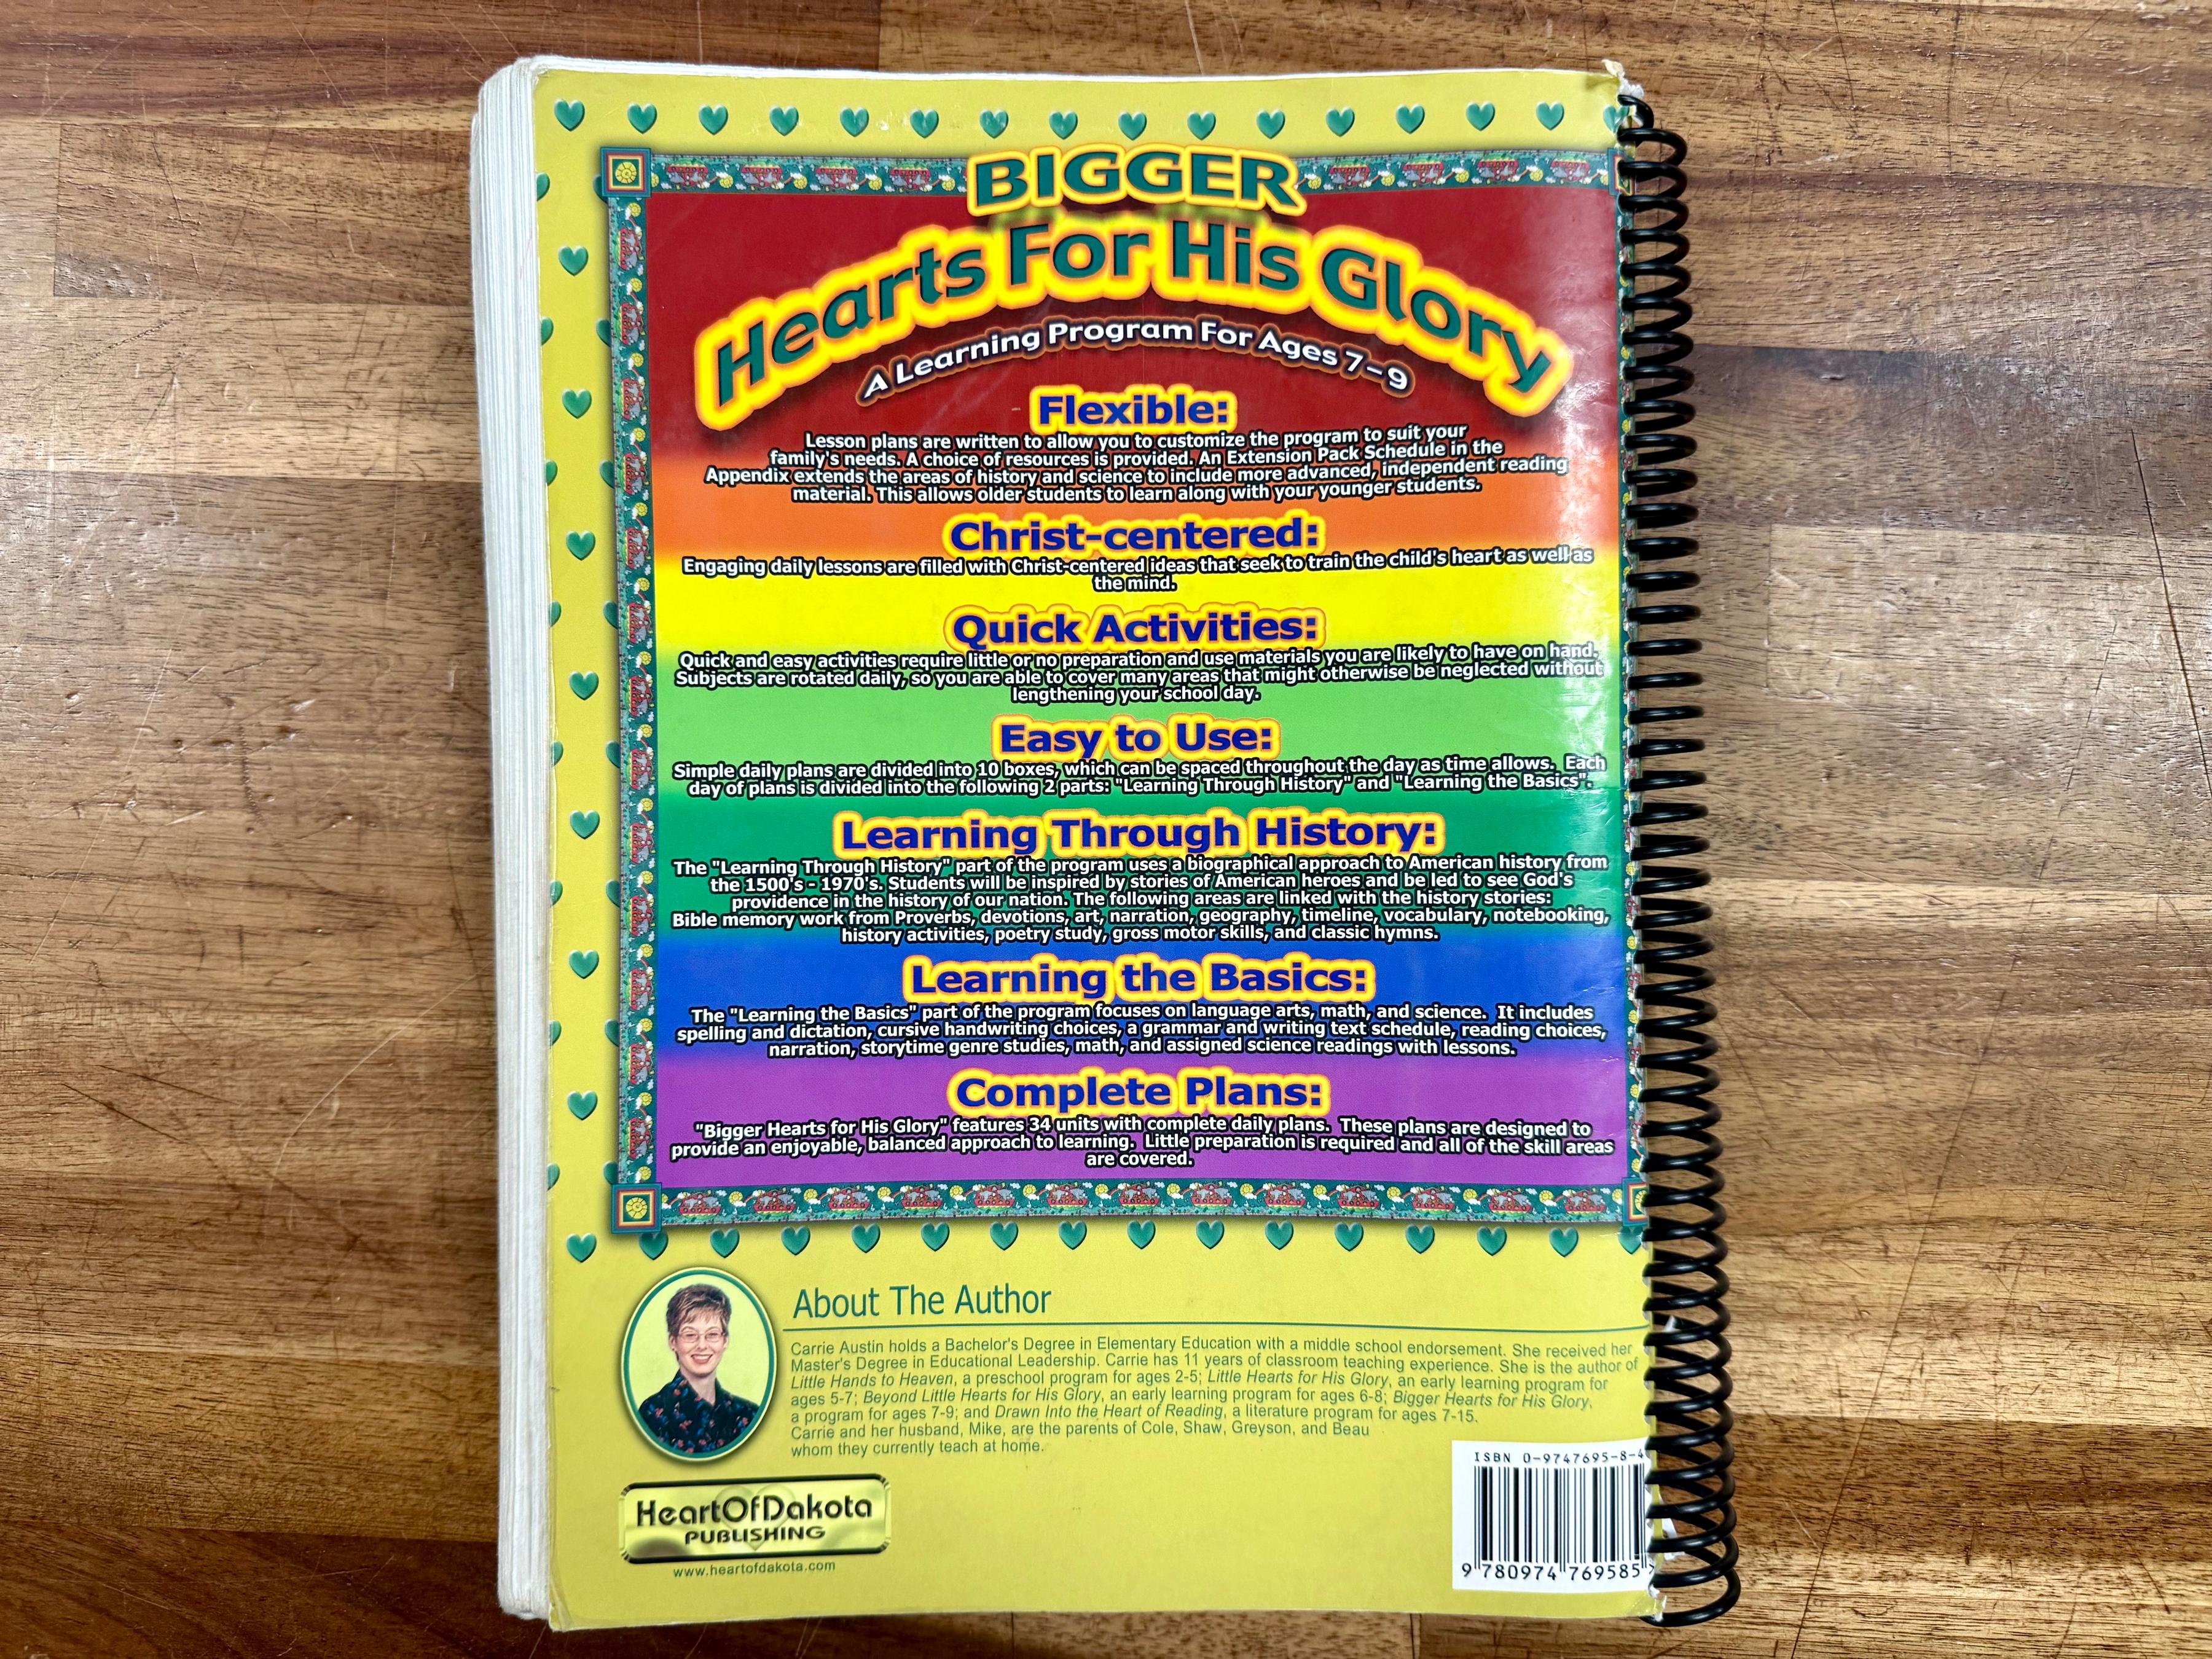 BIGGER
Hearts For His Glory
A Learning Program For Ages 7-9
Flexible:
Lesson plans are written to allow you to customize the program to suit your
family's needs. A choice of resources is provided. An Extension Pack Schedule in the
Appendix extends the areas of history and science to include more advanced, independent reading
material. This allows older students to learn along with your younger students.
Christ-centered:
Engaging daily lessons are filled with Christ-centered ideas that seek to train the child's heart as well as
the mind.
Quick Activities:
Quick and easy activities require little or no preparation and use materials you are likely to have on hand.
Subjects are rotated daily, so you are able to cover many areas that might otherwise be neglected without
lengthening your school day.
Easy to Use:
Simple daily plans are divided into 10 boxes, which can be spaced throughout the day as time allows. Each
day of plans is divided into the following 2 parts: "Learning Through History" and "Learning the Basics".
Learning Through History:
The "Learning Through History" part of the program uses a biographical approach to American history from
the 1500's - 1970's. Students will be inspired by stories of American heroes and be led to see God's
providence in the history of our nation. The following areas are linked with the history stories:
Bible memory work from Proverbs, devotions, art, narration, geography, timeline, vocabulary, notebooking,
history activities, poetry study, gross motor skills, and classic hymns.
Learning the Basics:
The "Learning the Basics" part of the program focuses on language arts, math, and science. It includes
spelling and dictation, cursive handwriting choices, a grammar and writing text schedule, reading choices,
narration, storytime genre studies, math, and assigned science readings with lessons.
Complete Plans:
"Bigger Hearts for His Glory" features 34 units with complete daily plans. These plans are designed to
provide an enjoyable, balanced approach to learning. Little preparation is required and all of the skill areas
are covered.
About The Author
Carrie Austin holds a Bachelor's Degree in Elementary Education with a middle school endorsement. She received her
Master's Degree in Educational Leadership. Carrie has 11 years of classroom teaching experience. She is the author of
Little Hands to Heaven, a preschool program for ages 2-5; Little Hearts for His Glory, an early learning program for
ages 5-7; Beyond Little Hearts for His Glory, an early learning program for ages 6-8; Bigger Hearts for His Glory,
a program for ages 7-9; and Drawn Into the Heart of Reading, a literature program for ages 7-15.
Carrie and her husband, Mike, are the parents of Cole, Shaw, Greyson, and Beau
whom they currently teach at home.
ISBN 0-9747695-8-4
HeartOfDakota
PUBLISHING
www.heartofdakota.com
9 780974 769585